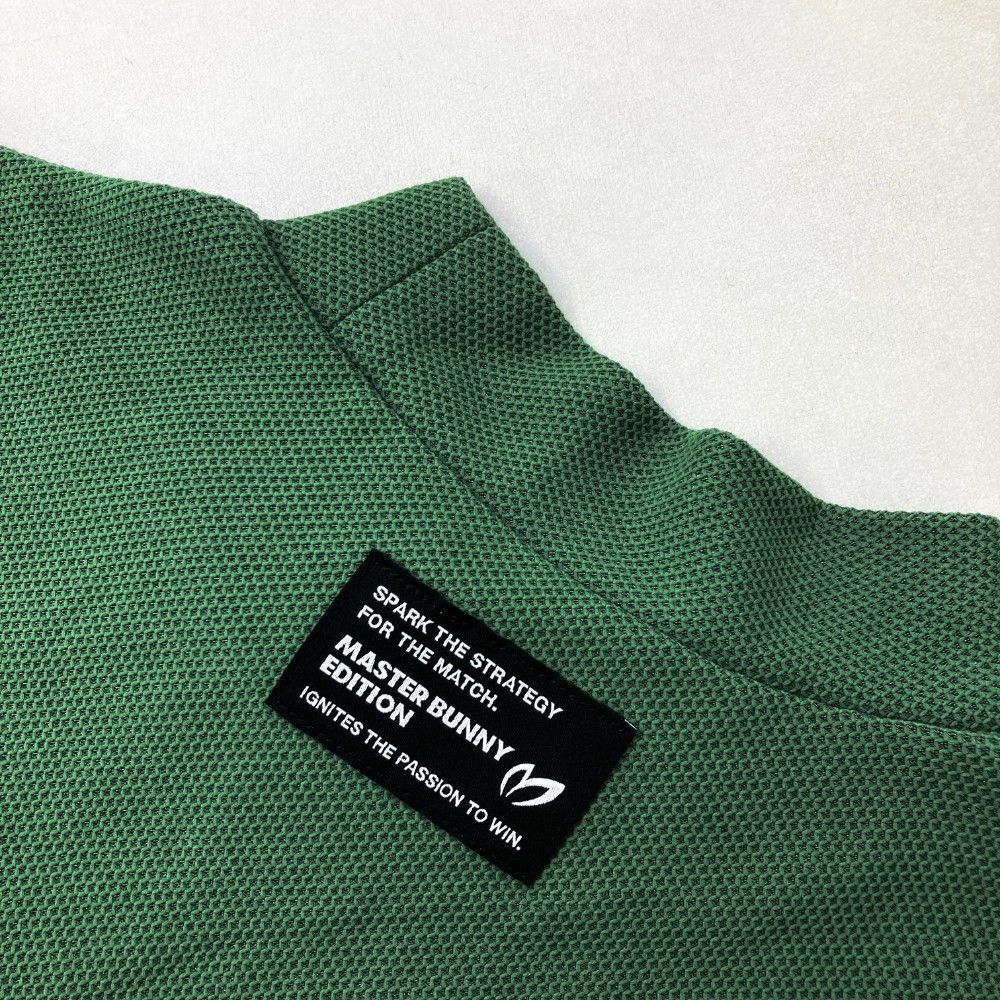 SPARK THE STRATEGY
FOR THE MATCH.
MASTER BUNNY
EDITION
IGNITES THE PASSION TO WIN.